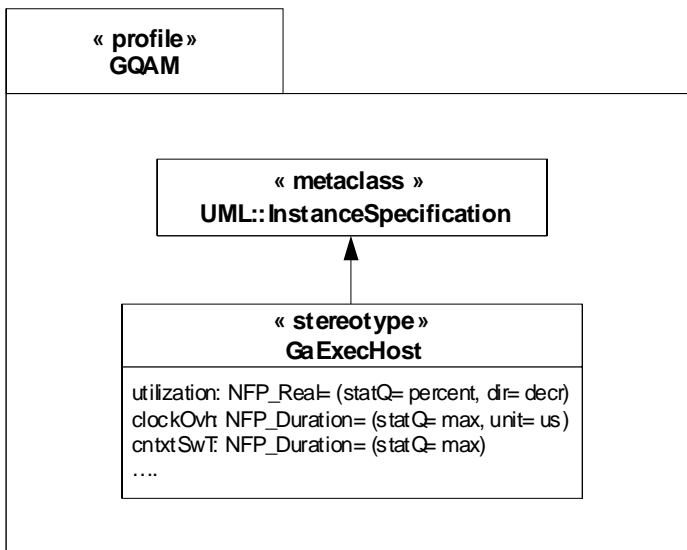 « profile»
GQAM
« metaclass »
UML::InstanceSpecification
« stereotype»
GaExecHost
utilization: NFP_Real= (statQ= percent, dir= decr)
clockOvh: NFP_Duration= (statQ= max, unit= us)
cntxtSwT: NFP_Duration= (statQ= max)
....